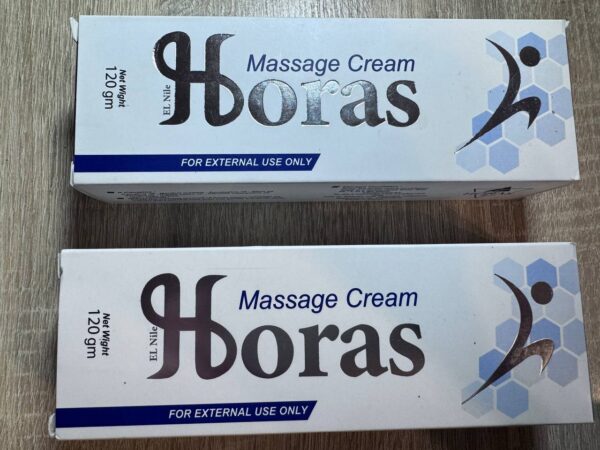 Massage Cream
EL Nile
Horas
Net Wight
120 gm
FOR EXTERNAL USE ONLY
Massage Cream
EL Nile
Horas
Net Wight
120 gm
FOR EXTERNAL USE ONLY